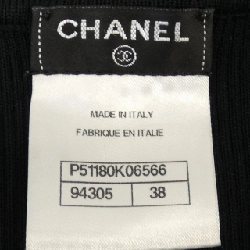 CHANEL
MADE IN ITALY
FABRIQUE EN ITALIE
P51180K06566
94305 38